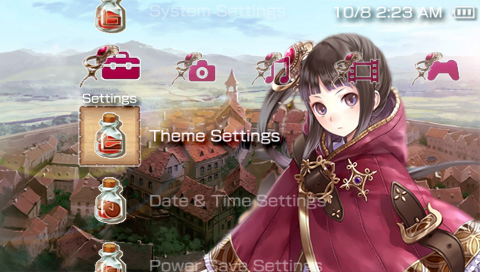 System Settings
10/8 2:23 AM
Settings
Theme Settings
Date & Time Settings
Power Save Settings